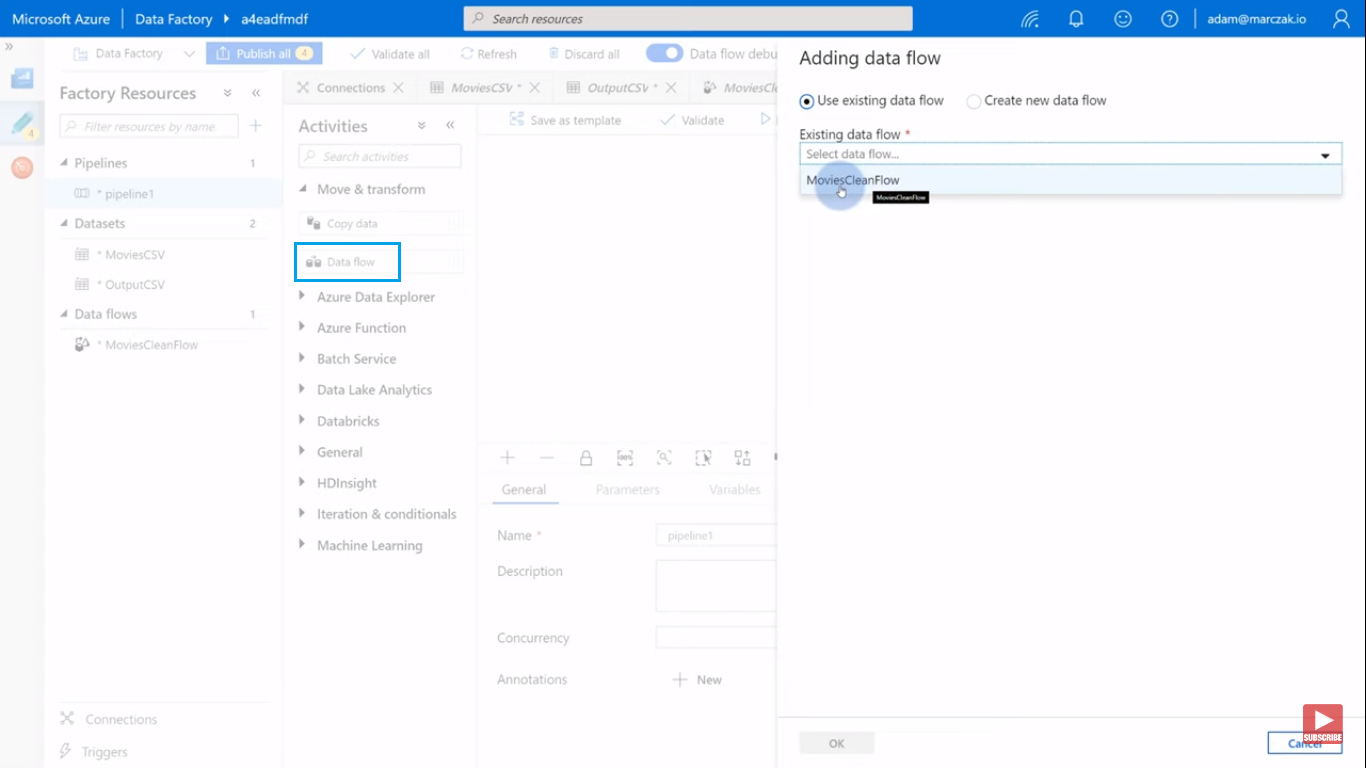 Microsoft Azure
Data Factory
a4eadfmdf
Search resources
adam@marczak.io
Data Factory
Publish all 4
Validate all
Refresh
Discard all
Data flow debu
Factory Resources
Filter resources by name
Pipelines 1
* pipeline1
Datasets 2
* MoviesCSV
* OutputCSV
Data flows 1
* MoviesCleanFlow
Connections
Triggers
4
Connections
MoviesCSV *
OutputCSV *
MoviesCle
Activities
Search activities
Move & transform
Copy data
Data flow
Azure Data Explorer
Azure Function
Batch Service
Data Lake Analytics
Databricks
General
HDInsight
Iteration & conditionals
Machine Learning
Save as template
Validate
100%
General
Parameters
Variables
Name *
pipeline1
Description
Concurrency
Annotations
New
Adding data flow
Use existing data flow
Create new data flow
Existing data flow *
Select data flow...
MoviesCleanFlow
MoviesCleanFlow
OK
Cancel
SUBSCRIBE